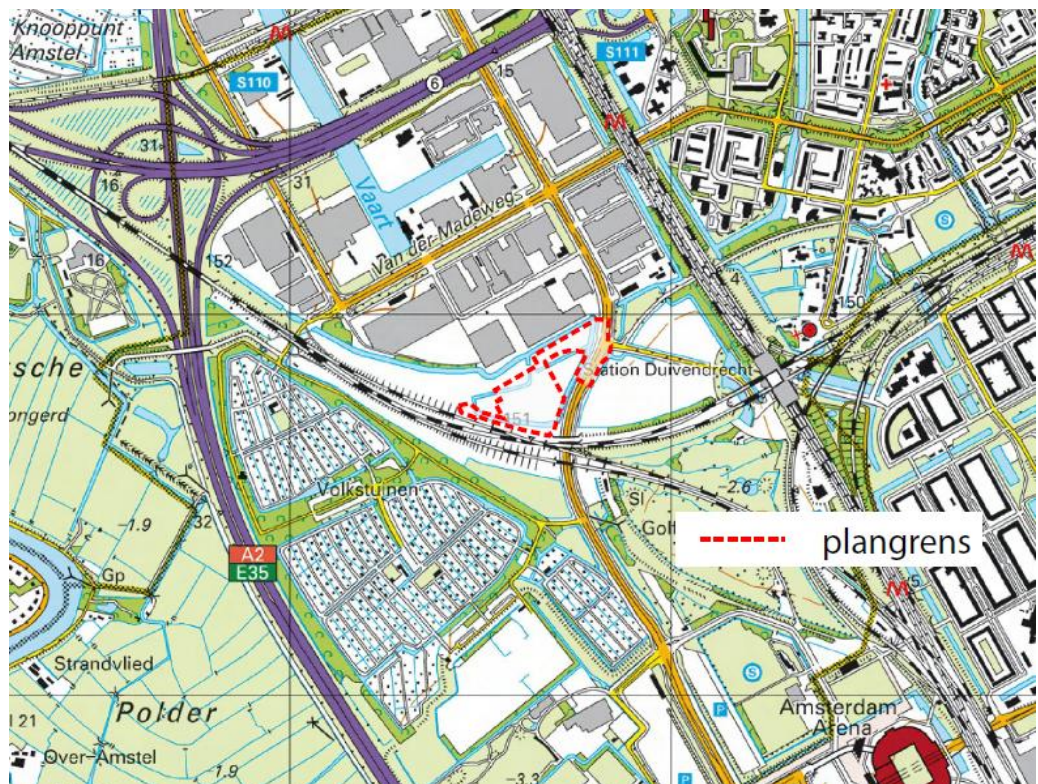 Knooppunt
Amstel
M
S110
S111
15
6
M
31
16
31
Vaart
Van der Madeweg
16
152
S
M
4
150
sche
ongerd
Station Duivendrecht
151
Volkstuinen
-2.6
-1.9
32
Sl
Golf
plangrens
A2
E35
Gp
M
5
Strandvlied
S
P
Polder
Amsterdam
Arena
l 21
Over-Amstel
-1.9
-3.3
P